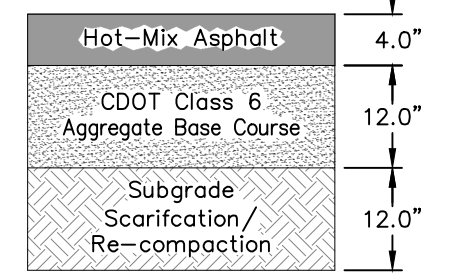 Hot-Mix Asphalt
4.0"
CDOT Class 6
Aggregate Base Course
12.0"
Subgrade
Scarifcation/
Re-compaction
12.0"